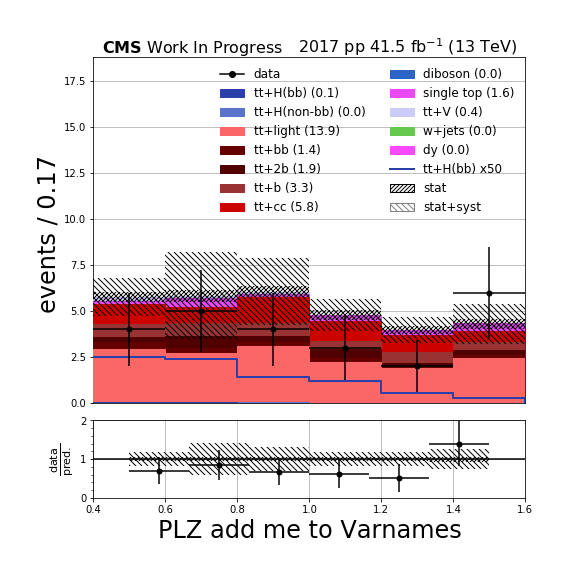 CMS Work In Progress 2017 pp 41.5 fb⁻¹ (13 TeV)
events / 0.17
17.5
15.0
12.5
10.0
7.5
5.0
2.5
0.0
data
tt+H(bb) (0.1)
tt+H(non-bb) (0.0)
tt+light (13.9)
tt+bb (1.4)
tt+2b (1.9)
tt+b (3.3)
tt+cc (5.8)
diboson (0.0)
single top (1.6)
tt+V (0.4)
w+jets (0.0)
dy (0.0)
tt+H(bb) x50
stat
stat+syst
data
pred.
2
1
0
0.4 0.6 0.8 1.0 1.2 1.4 1.6
PLZ add me to Varnames